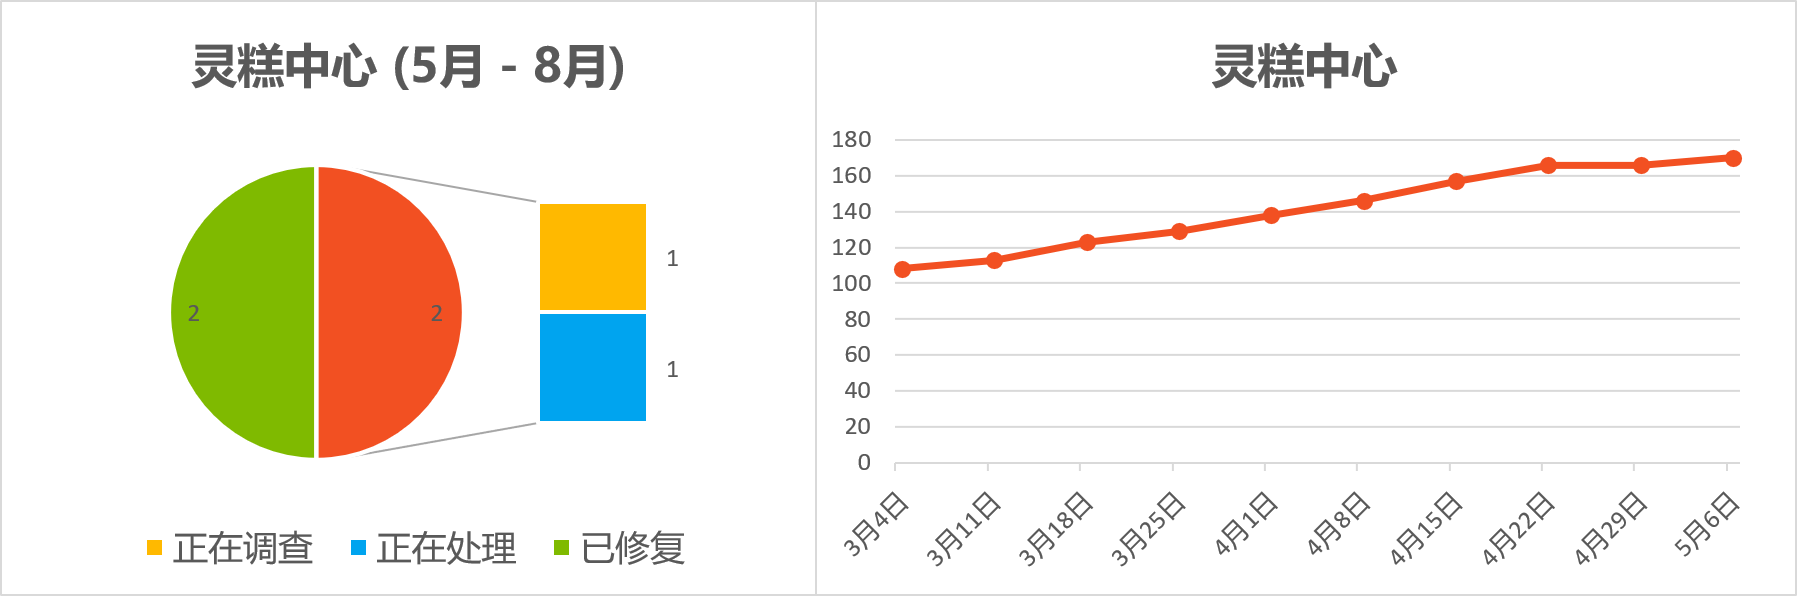 灵糕中心 (5月 - 8月)
2
2
1
1
正在调查
正在处理
已修复
灵糕中心
180
160
140
120
100
80
60
40
20
0
3月4日
3月11日
3月18日
3月25日
4月1日
4月8日
4月15日
4月22日
4月29日
5月6日